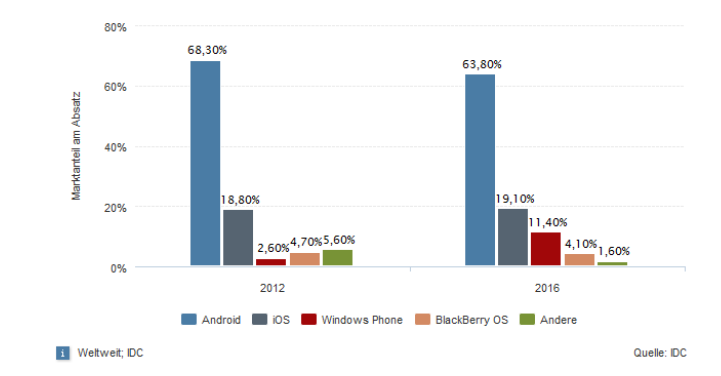 80%
68,30%
63,80%
60%
Marktanteil am Absatz
40%
18,80%
19,10%
20%
11,40%
2,60%
4,70%
5,60%
4,10%
1,60%
0%
2012
2016
Android
iOS
Windows Phone
BlackBerry OS
Andere
i Weltweit; IDC
Quelle: IDC